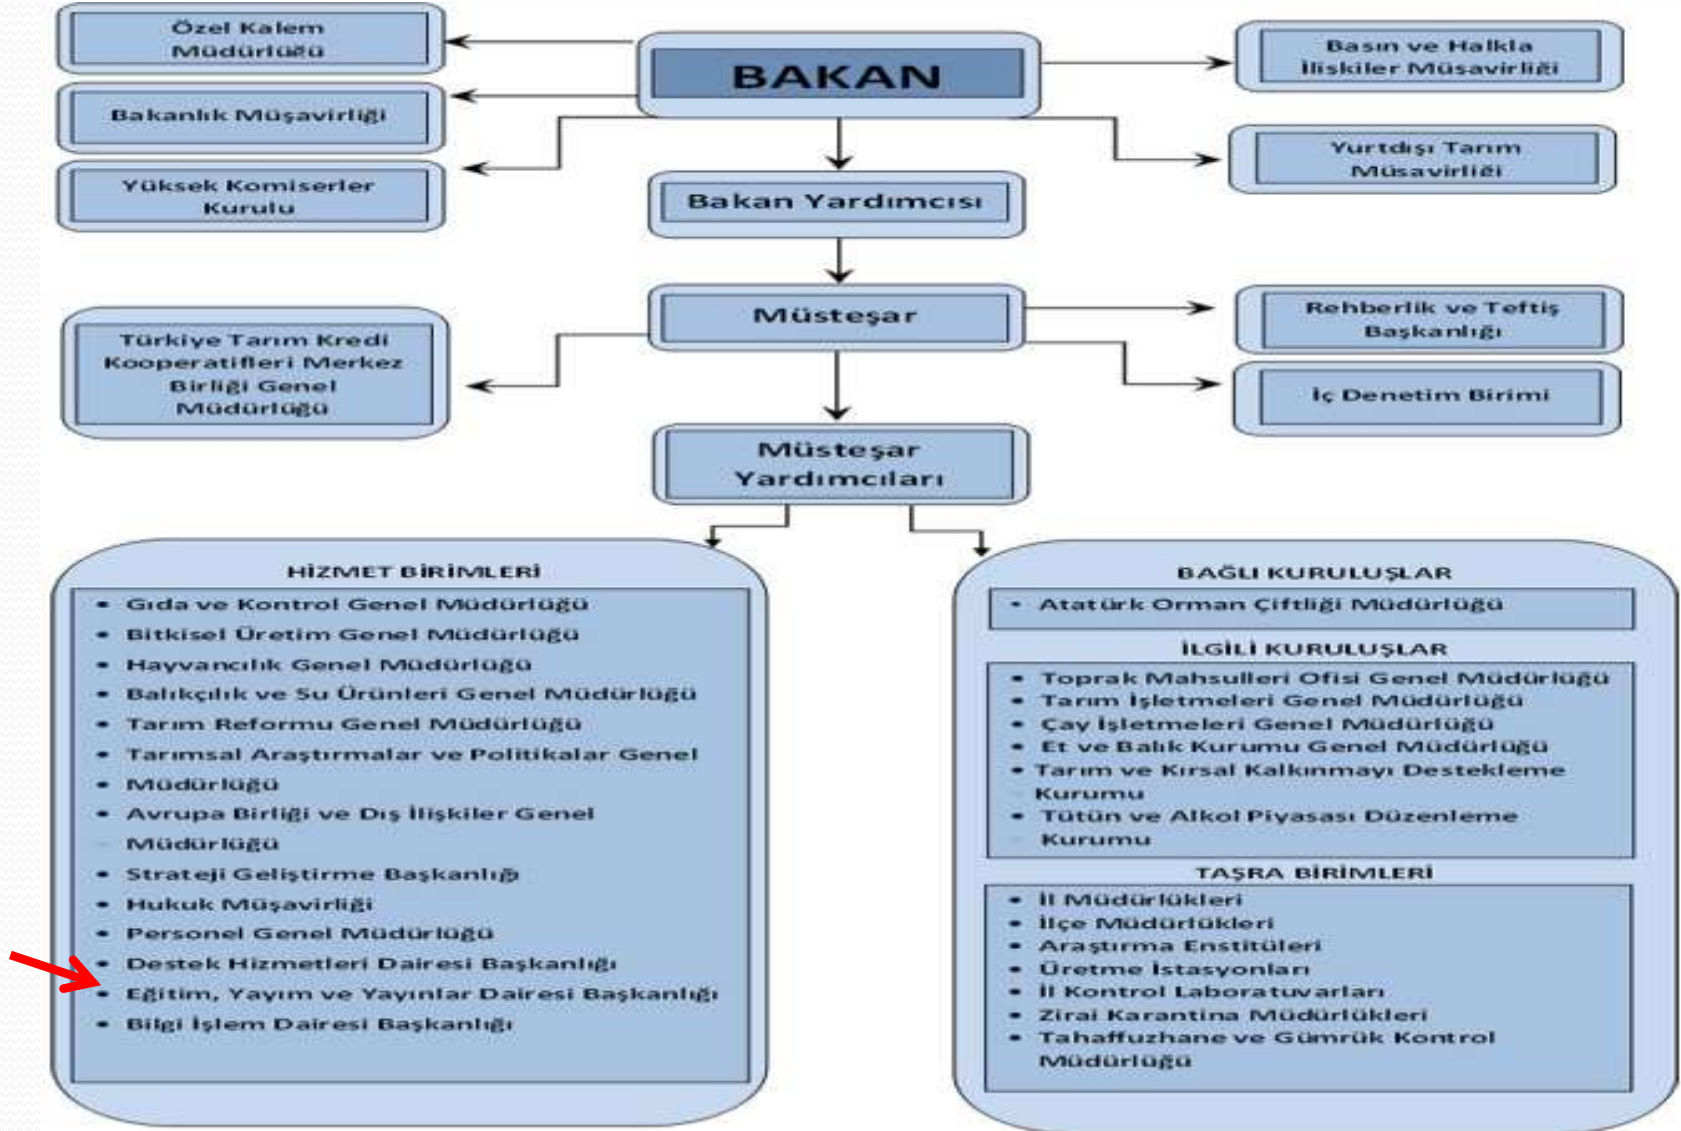 Özel Kalem
Müdürlüğü
BAKAN
Basın ve Halkla
İliskiler Müsavirliği
Bakanlık Müşavirliği
Yurtdışı Tarım
Müsavirliği
Yüksek Komiserler
Kurulu
Bakan Yardımcısı
Müsteşar
Rehberlik ve Teftiş
Başkanlığı
Türkiye Tarım Kredi
Kooperatifleri Merkez
Birliği Genel
Müdürlüğü
İç Denetim Birimi
Müsteşar
Yardımcıları
HİZMET BİRİMLERİ
• Gıda ve Kontrol Genel Müdürlüğü
• Bitkisel Üretim Genel Müdürlüğü
• Hayvancılık Genel Müdürlüğü
• Balıkçılık ve Su Ürünleri Genel Müdürlüğü
• Tarım Reformu Genel Müdürlüğü
• Tarımsal Araştırmalar ve Politikalar Genel
• Müdürlüğü
• Avrupa Birliği ve Dış İlişkiler Genel
Müdürlüğü
• Strateji Geliştirme Başkanlığı
• Hukuk Müşavirliği
• Personel Genel Müdürlüğü
• Destek Hizmetleri Dairesi Başkanlığı
• Eğitim, Yayım ve Yayınlar Dairesi Başkanlığı
• Bilgi İşlem Dairesi Başkanlığı
BAĞLI KURULUŞLAR
• Atatürk Orman Çiftliği Müdürlüğü
İLGİLİ KURULUŞLAR
• Toprak Mahsulleri Ofisi Genel Müdürlüğü
• Tarım İşletmeleri Genel Müdürlüğü
• Çay İşletmeleri Genel Müdürlüğü
• Et ve Balık Kurumu Genel Müdürlüğü
• Tarım ve Kırsal Kalkınmayı Destekleme
Kurumu
• Tütün ve Alkol Piyasası Düzenleme
Kurumu
TAŞRA BİRİMLERİ
• İl Müdürlükleri
• İlçe Müdürlükleri
• Araştırma Enstitüleri
• Üretme İstasyonları
• İl Kontrol Laboratuvarları
• Zirai Karantina Müdürlükleri
• Tahaffuzhane ve Gümrük Kontrol
Müdürlüğü